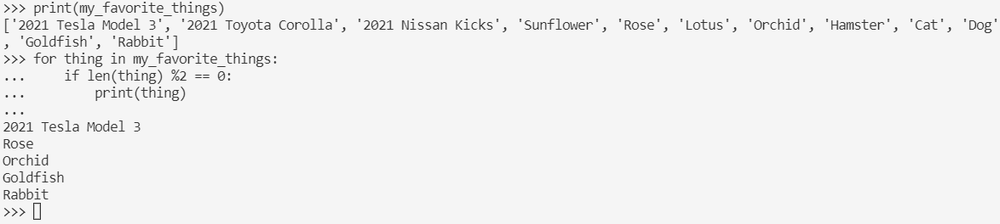 >>> print(my_favorite_things)
['2021 Tesla Model 3', '2021 Toyota Corolla', '2021 Nissan Kicks', 'Sunflower', 'Rose', 'Lotus', 'Orchid', 'Hamster', 'Cat', 'Dog'
, 'Goldfish', 'Rabbit']
>>> for thing in my_favorite_things:
...     if len(thing) %2 == 0:
...         print(thing)
...
2021 Tesla Model 3
Rose
Orchid
Goldfish
Rabbit
>>>